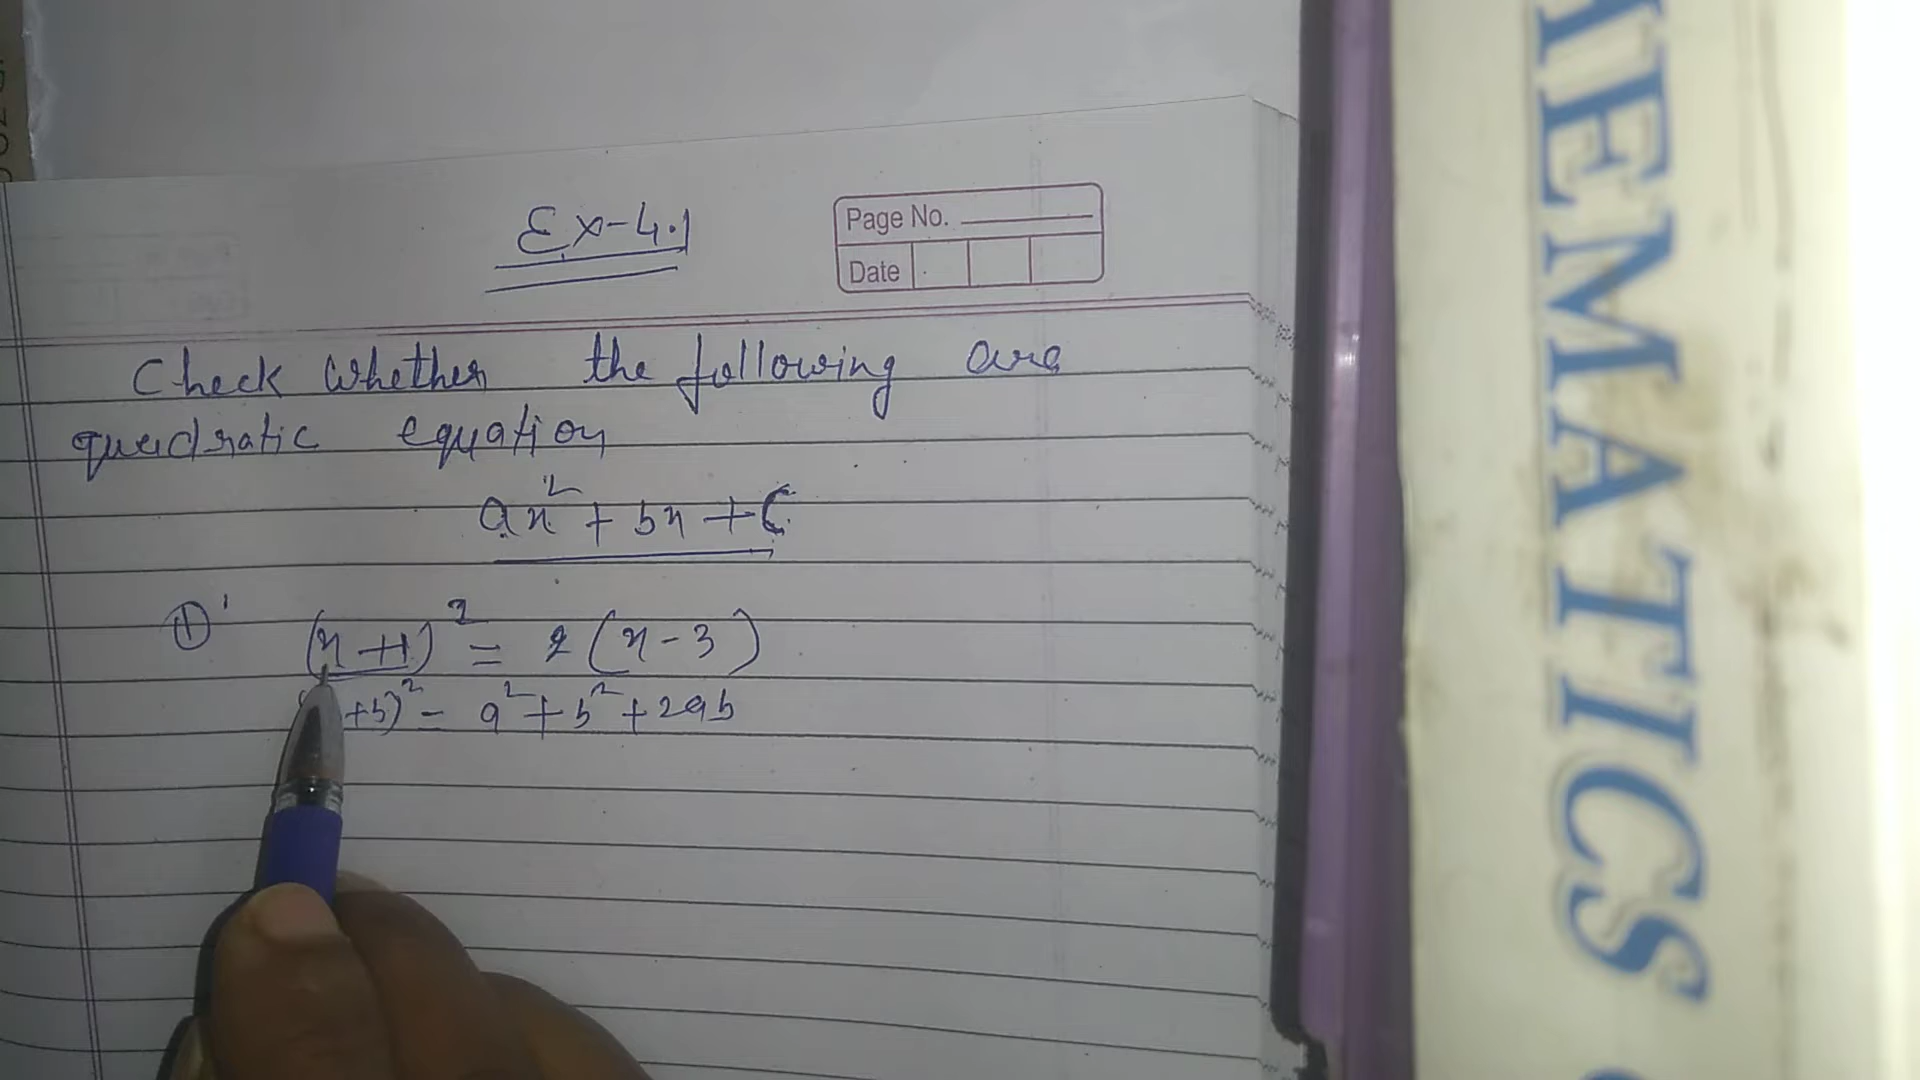 Ex-4.1
Page No.
Date
Check whether the following are
quadratic equation
ax² + bx + c
① (x+1)² = 2(x-3)
+b)² = a² + b² + 2ab
EMATICS